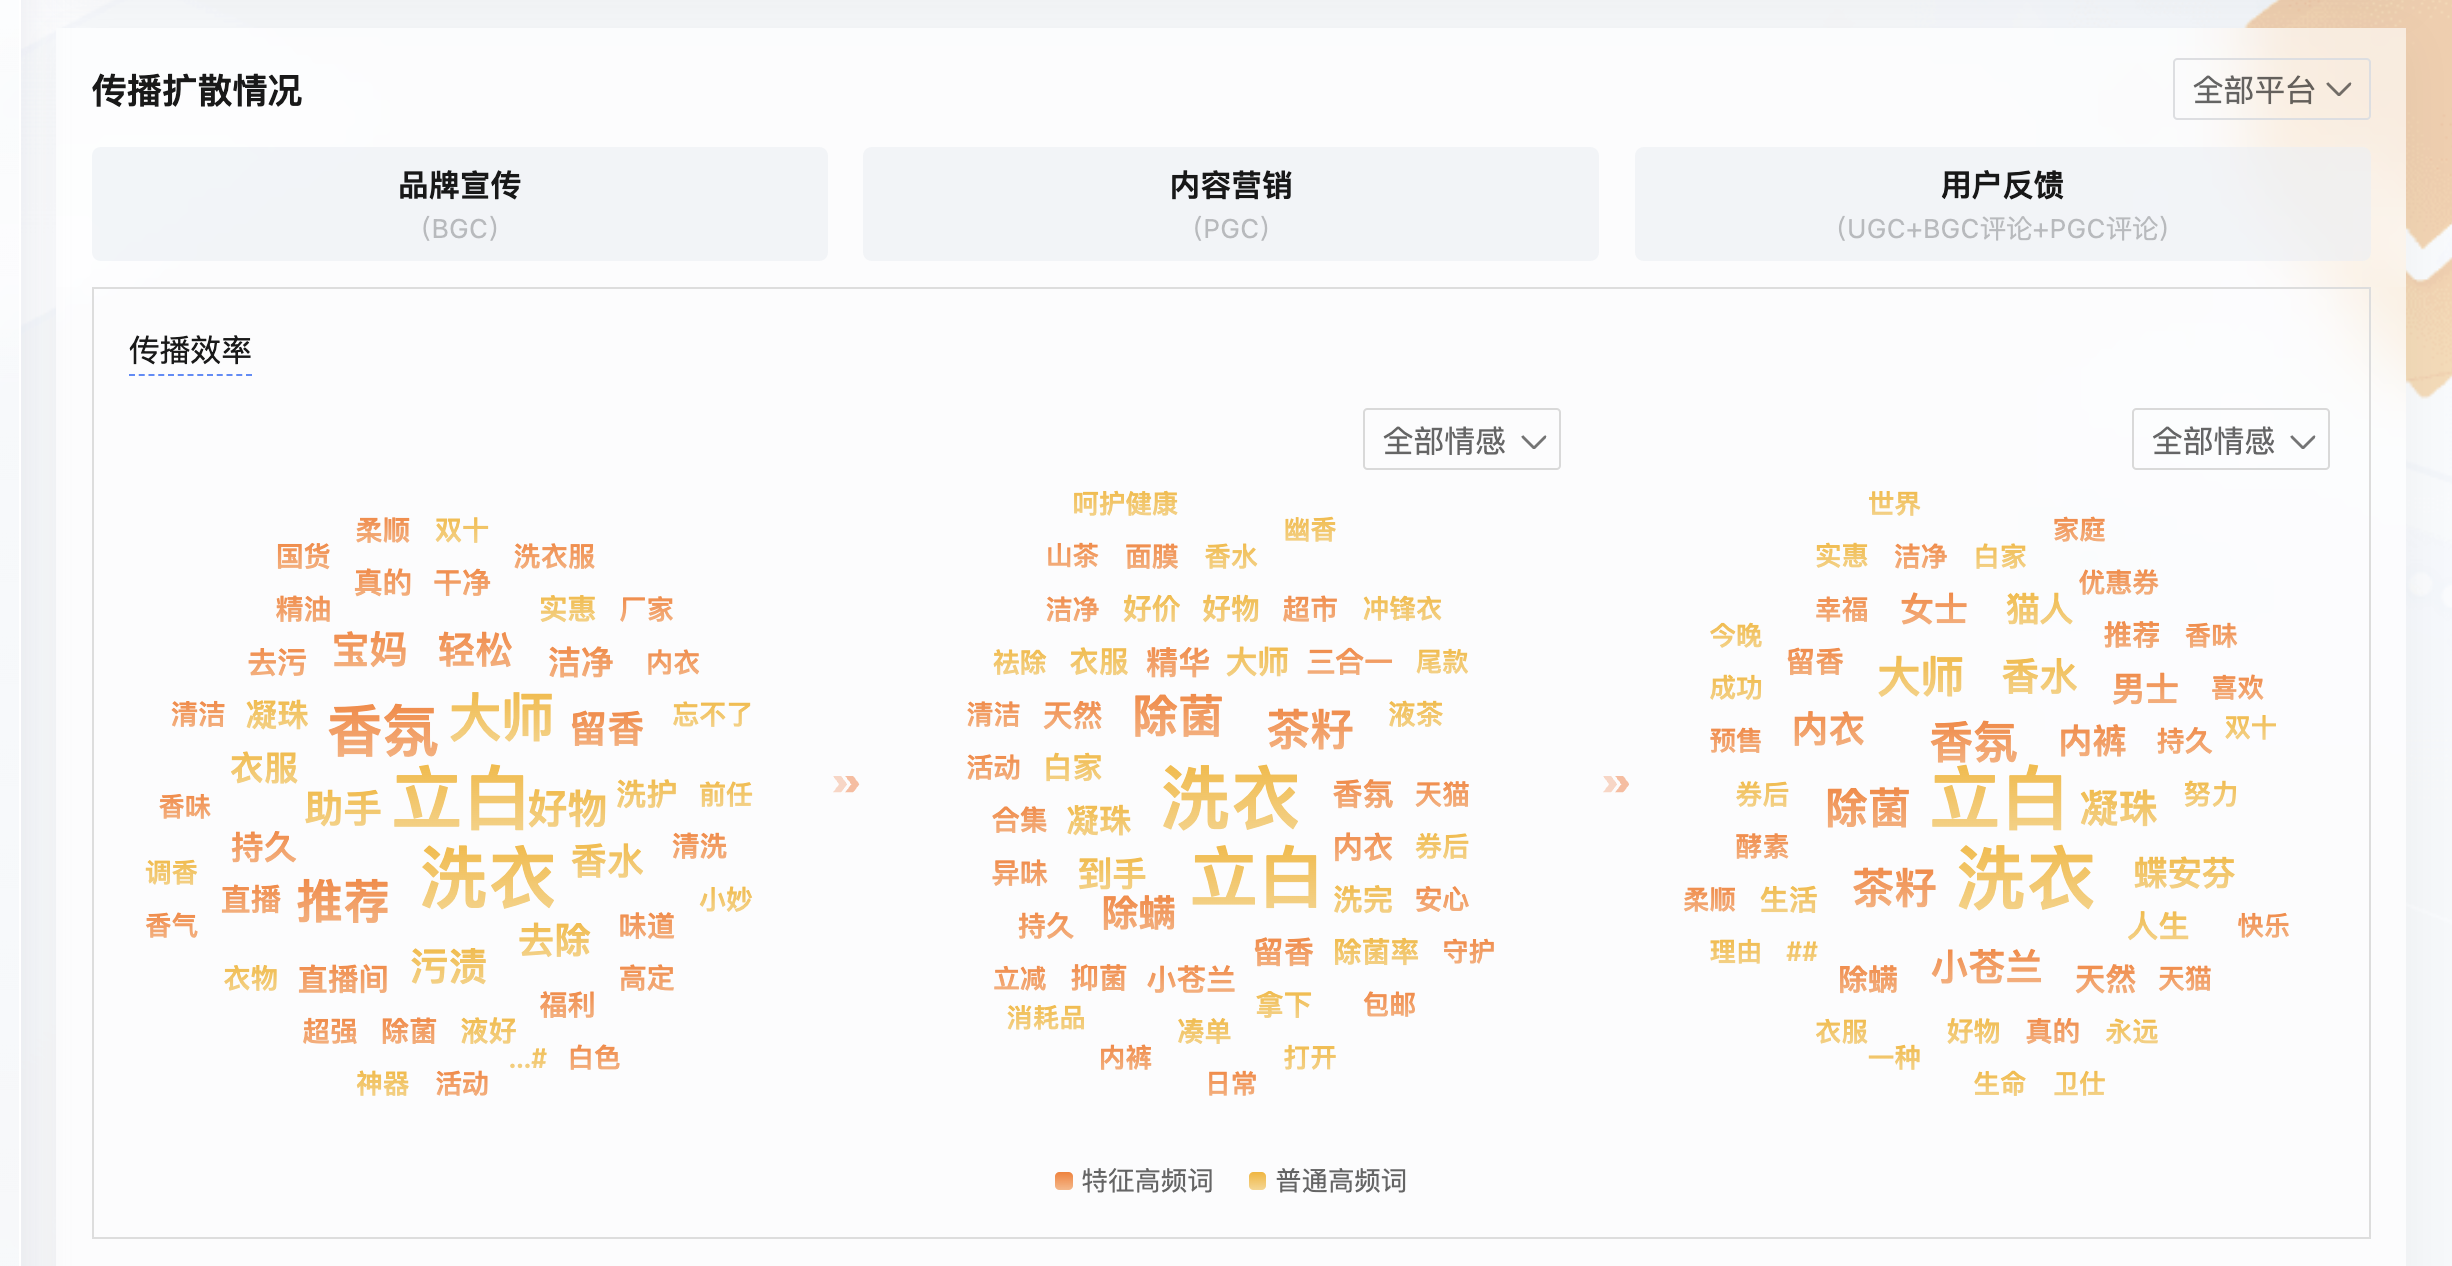 传播扩散情况
全部平台
品牌宣传
（BGC）
内容营销
（PGC）
用户反馈
（UGC+BGC评论+PGC评论）
传播效率
全部情感
全部情感
柔顺 双十
国货 洗衣服
真的 干净
精油 实惠 厂家
宝妈 轻松
去污 洁净 内衣
清洁 凝珠 香氛 大师 留香 忘不了
衣服
香味 助手 立白 好物 洗护 前任
持久 清洗
调香 洗衣 香水
直播 推荐 小妙
香气 味道
去除
衣物 直播间 污渍 高定
福利
超强 除菌 液好
...# 白色
神器 活动
»
呵护健康
幽香
山茶 面膜 香水
洁净 好价 好物 超市 冲锋衣
祛除 衣服 精华 大师 三合一 尾款
清洁 天然 除菌 茶籽 液茶
活动 白家
洗衣 香氛 天猫
合集 凝珠
内衣 券后
异味 到手 立白
洗完 安心
持久 除螨
留香 除菌率 守护
立减 抑菌 小苍兰
消耗品 拿下 包邮
凑单
内裤 打开
日常
»
世界
家庭
实惠 洁净 白家
优惠券
幸福 女士 猫人
今晚 推荐 香味
留香
成功 大师 香水 男士 喜欢
预售 内衣 香氛 内裤 持久 双十
券后 除菌 立白 凝珠 努力
酵素
茶籽 洗衣 蝶安芬
柔顺 生活
人生 快乐
理由 ##
除螨 小苍兰 天然 天猫
衣服 好物 真的 永远
一种
生命 卫仕
特征高频词 普通高频词